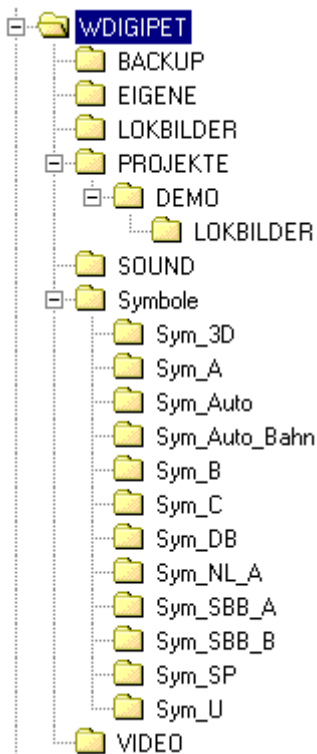 WDIGIPET
BACKUP
EIGENE
LOKBILDER
PROJEKTE
DEMO
LOKBILDER
SOUND
Symbole
Sym_3D
Sym_A
Sym_Auto
Sym_Auto_Bahn
Sym_B
Sym_C
Sym_DB
Sym_NL_A
Sym_SBB_A
Sym_SBB_B
Sym_SP
Sym_U
VIDEO